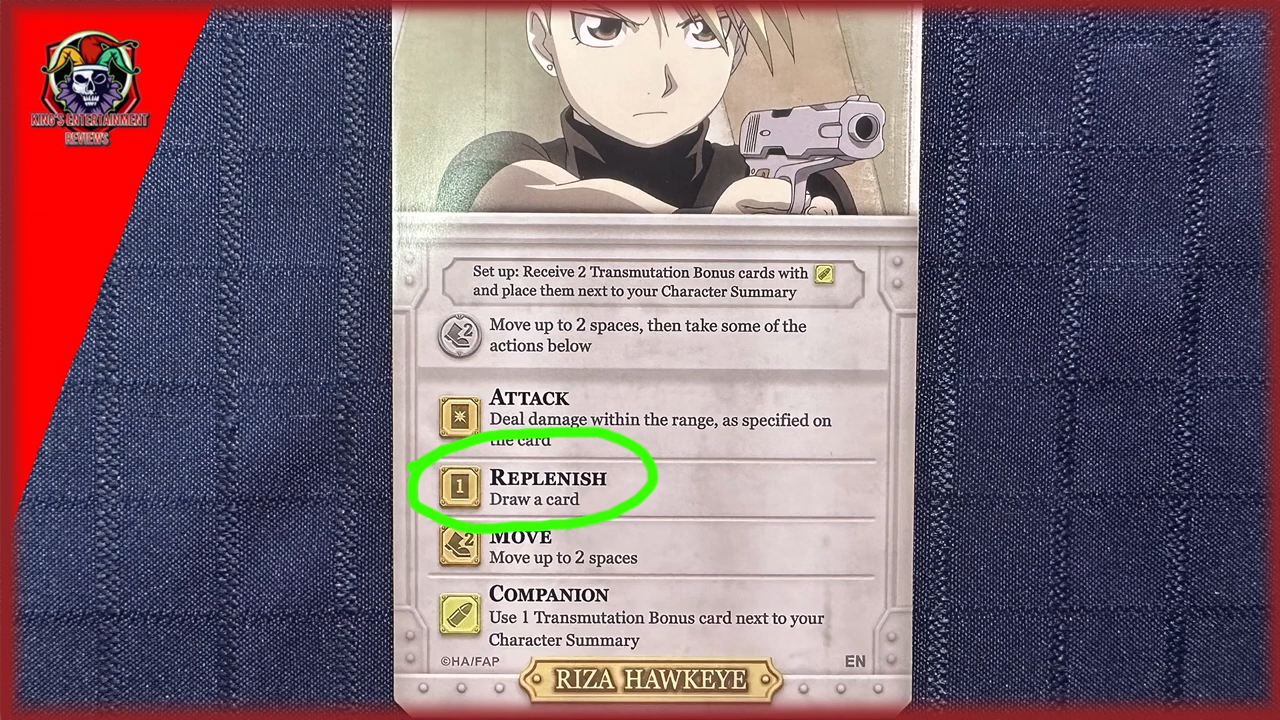 KING'S ENTERTAINMENT
REVIEWS
Set up: Receive 2 Transmutation Bonus cards with
and place them next to your Character Summary
2
Move up to 2 spaces, then take some of the
actions below
ATTACK
Deal damage within the range, as specified on
the card
1
REPLENISH
Draw a card
2
MOVE
Move up to 2 spaces
COMPANION
Use 1 Transmutation Bonus card next to your
Character Summary
©HA/FAP
EN
RIZA HAWKEYE